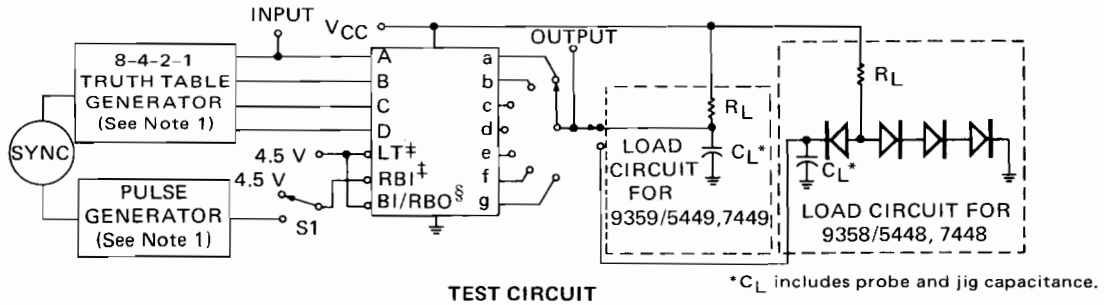 INPUT
VCC
OUTPUT
8-4-2-1
TRUTH TABLE
GENERATOR
(See Note 1)
SYNC
PULSE
GENERATOR
(See Note 1)
4.5 V
4.5 V
S1
A
B
C
D
LT‡
RBI‡
BI/RBO§
a
b
c
d
e
f
g
RL
CL*
LOAD
CIRCUIT
FOR
9359/5449,7449
RL
CL*
LOAD CIRCUIT FOR
9358/5448, 7448
*CL includes probe and jig capacitance.
TEST CIRCUIT